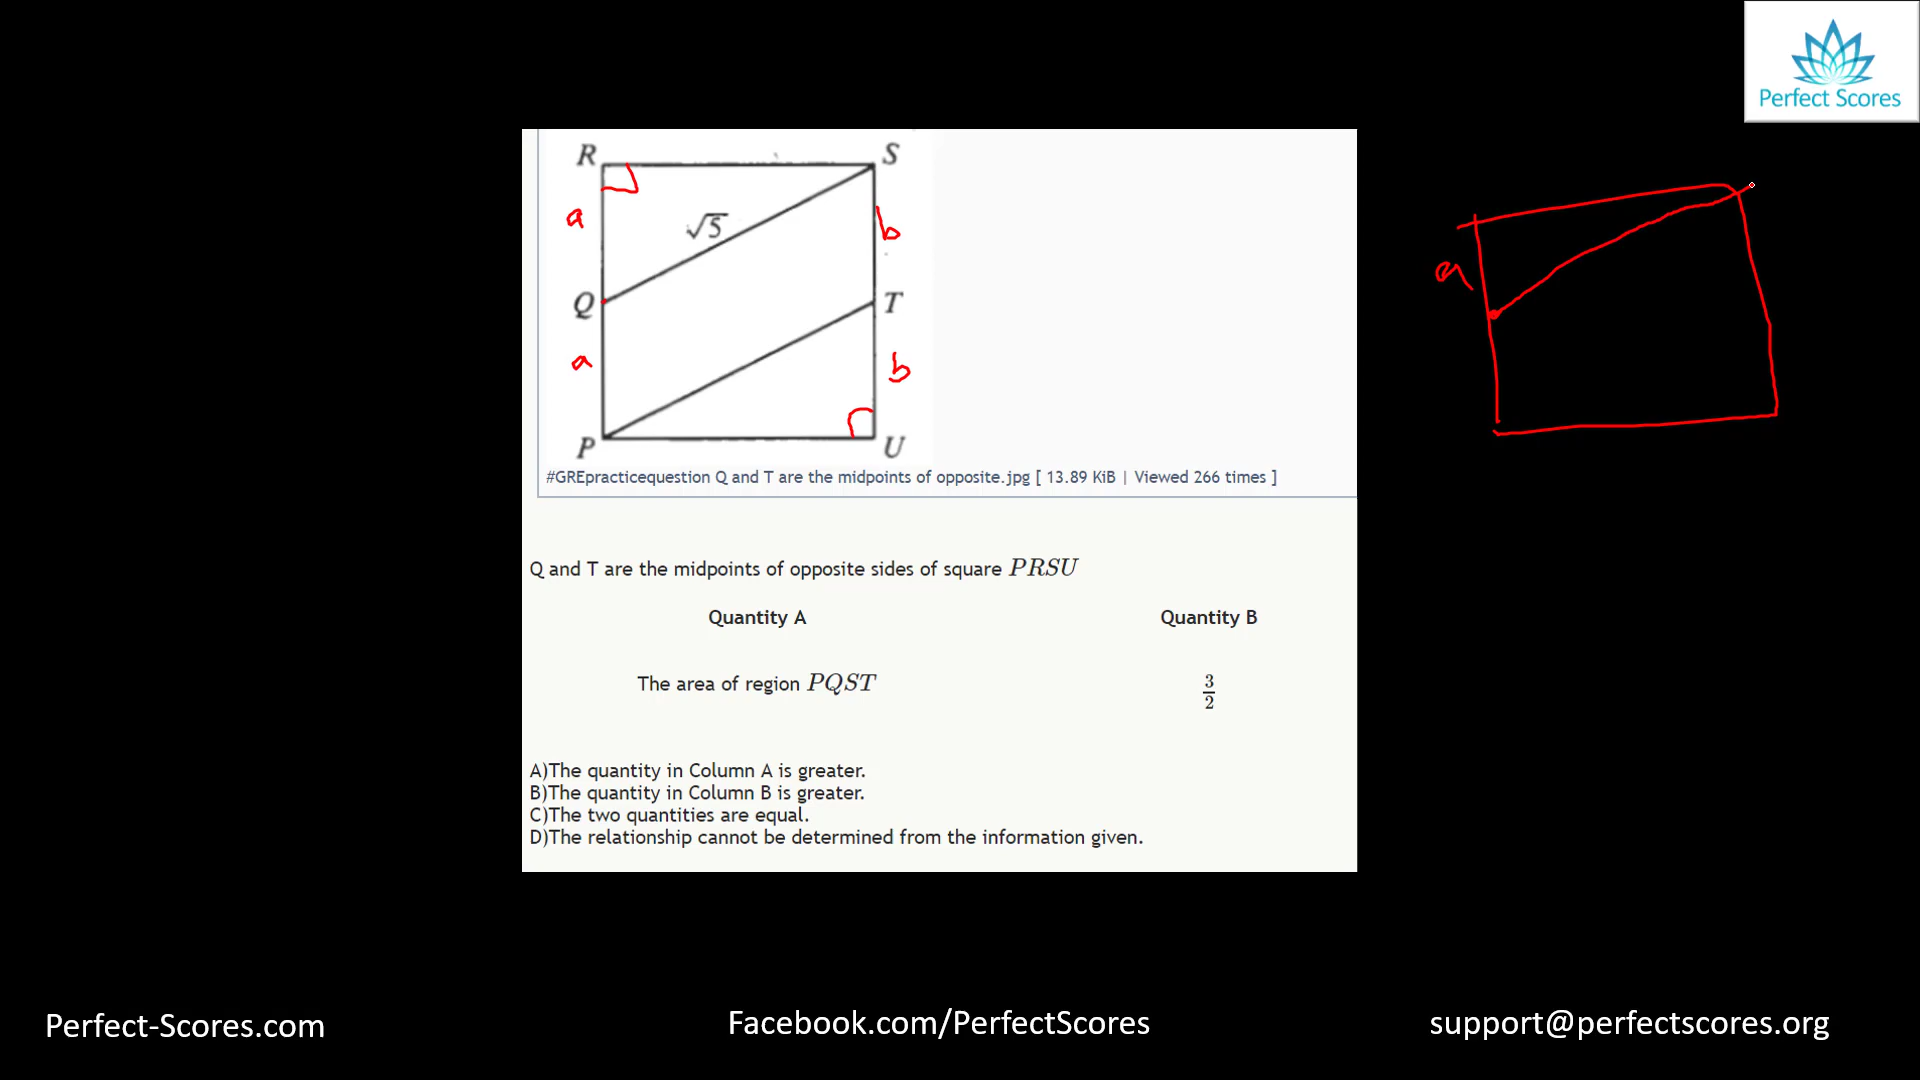 Perfect Scores
R
S
a
√5
b
Q
T
a
b
P
U
a
#GREpracticequestion Q and T are the midpoints of opposite.jpg [ 13.89 KiB | Viewed 266 times ]
Q and T are the midpoints of opposite sides of square PRSU
Quantity A Quantity B
The area of region PQST 3/2
A)The quantity in Column A is greater.
B)The quantity in Column B is greater.
C)The two quantities are equal.
D)The relationship cannot be determined from the information given.
Perfect-Scores.com Facebook.com/PerfectScores support@perfectscores.org